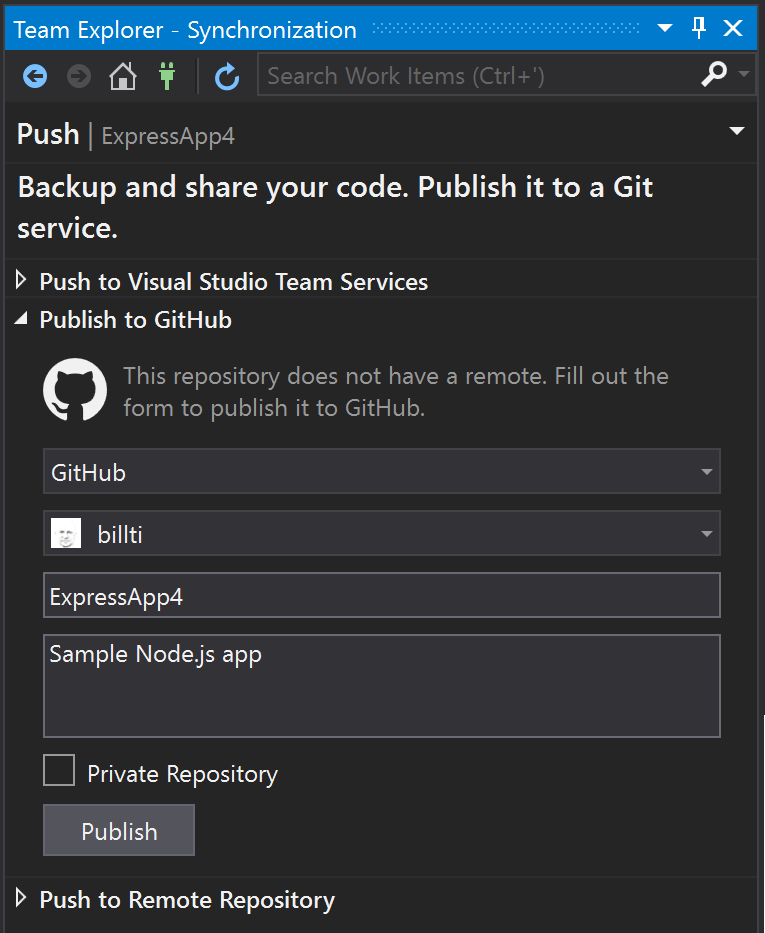 Team Explorer - Synchronization
Search Work Items (Ctrl+')
Push | ExpressApp4
Backup and share your code. Publish it to a Git
service.
Push to Visual Studio Team Services
Publish to GitHub
This repository does not have a remote. Fill out the
form to publish it to GitHub.
GitHub
billti
ExpressApp4
Sample Node.js app
Private Repository
Publish
Push to Remote Repository